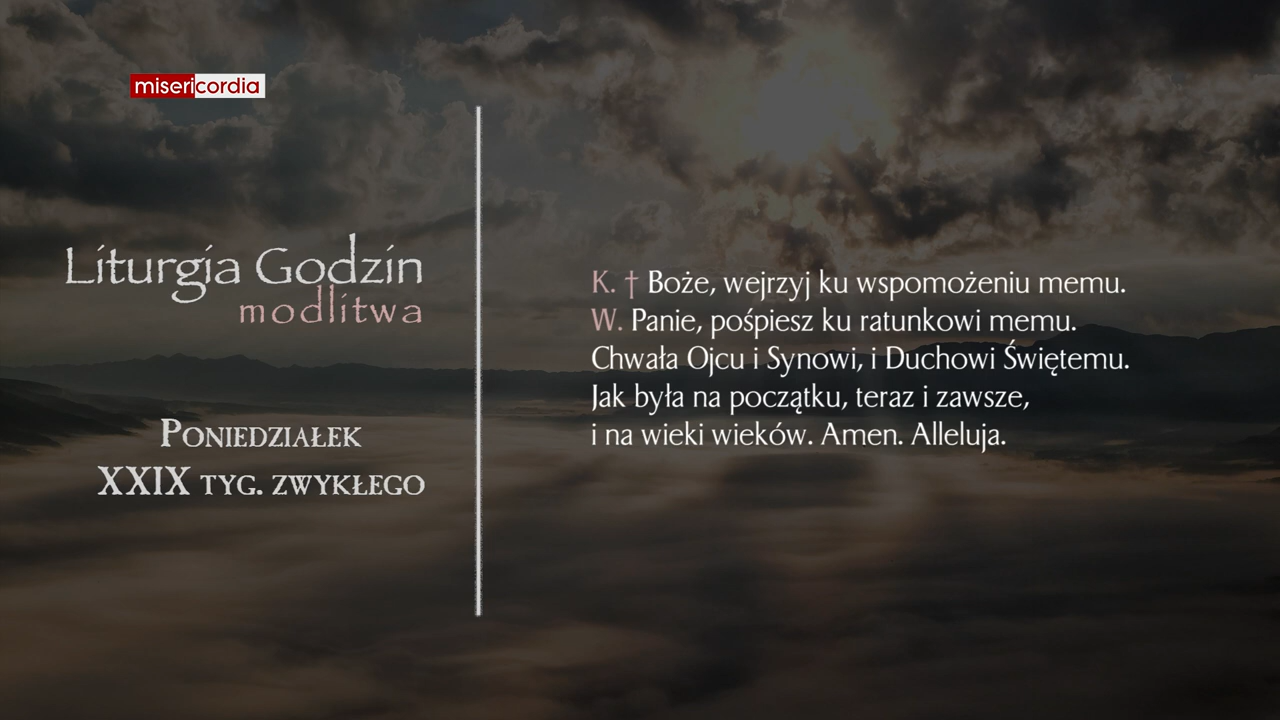 misericordia
Liturgia Godzin
modlitwa
Poniedziałek
XXIX tyg. zwykłego
K. † Boże, wejrzyj ku wspomożeniu memu.
W. Panie, pośpiesz ku ratunkowi memu.
Chwała Ojcu i Synowi, i Duchowi Świętemu.
Jak była na początku, teraz i zawsze,
i na wieki wieków. Amen. Alleluja.